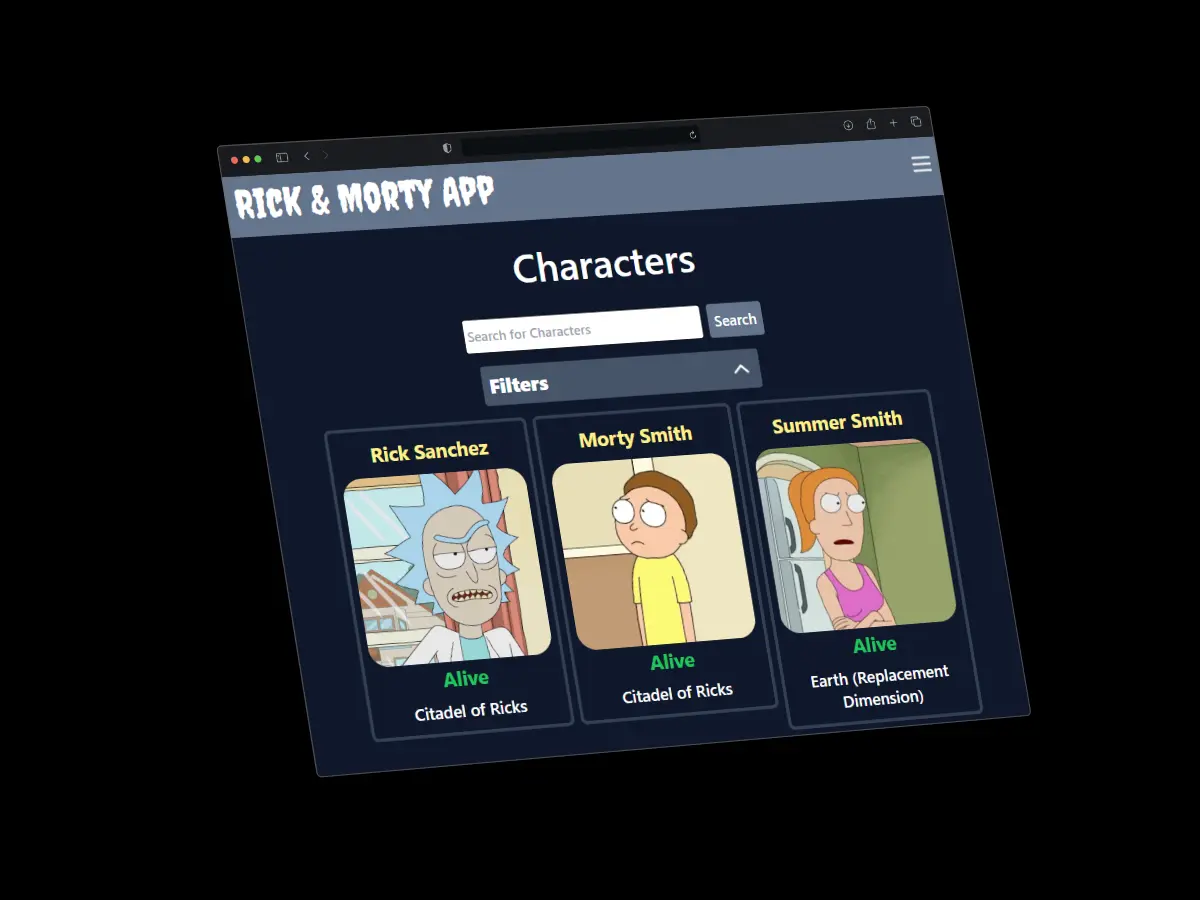 RICK & MORTY APP
Characters
Search for Characters
Search
Filters
Rick Sanchez
Alive
Citadel of Ricks
Morty Smith
Alive
Citadel of Ricks
Summer Smith
Alive
Earth (Replacement
Dimension)